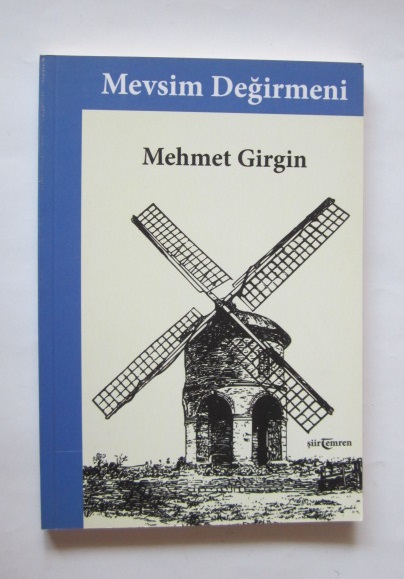 Mevsim Değirmeni
Mehmet Girgin
şiirTemren